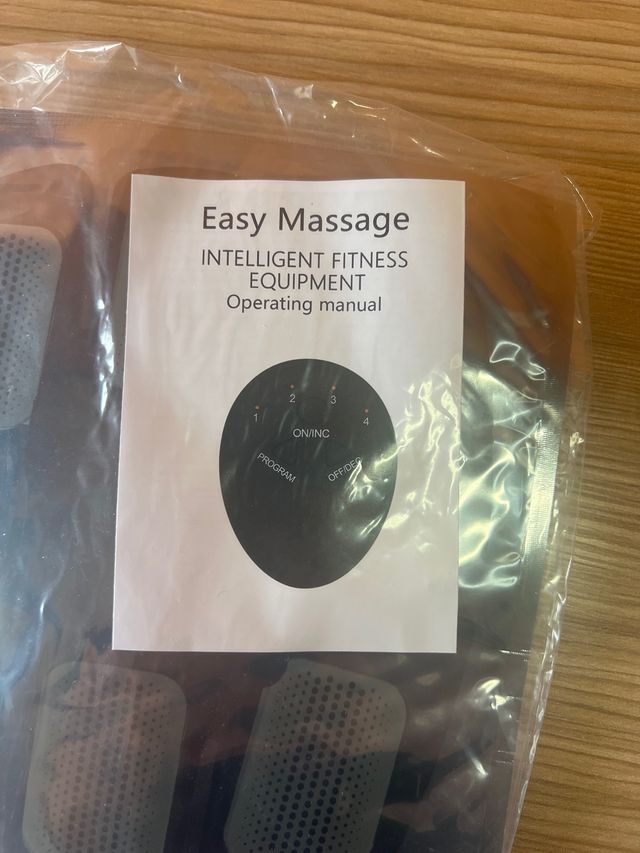 Easy Massage
INTELLIGENT FITNESS
EQUIPMENT
Operating manual
1 2 3 4
ON/INC
PROGRAM OFF/DEC